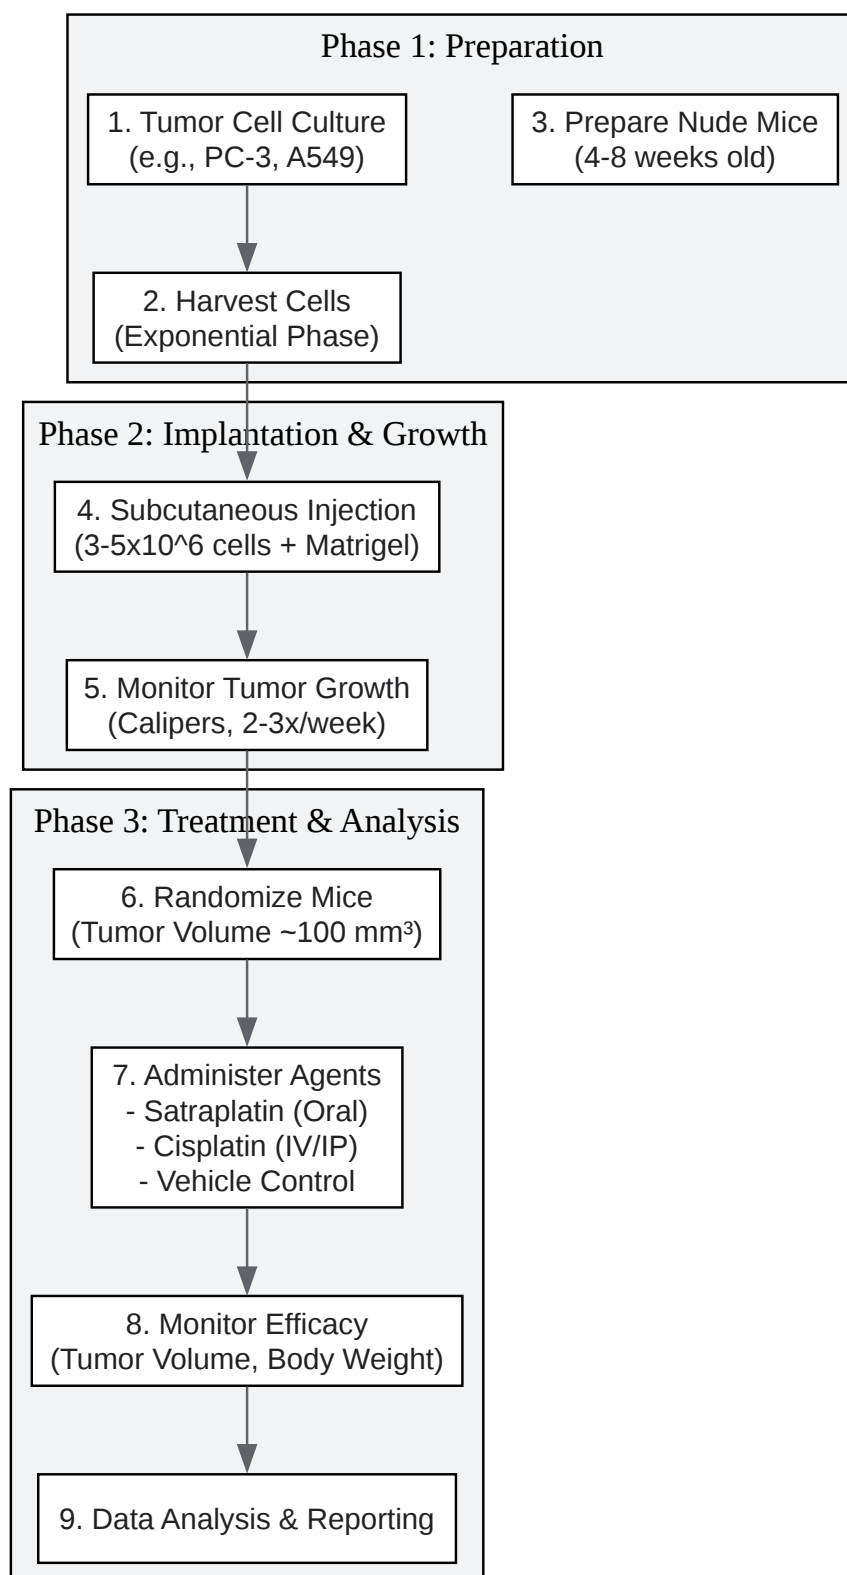 Phase 1: Preparation
1. Tumor Cell Culture
(e.g., PC-3, A549)
3. Prepare Nude Mice
(4-8 weeks old)
2. Harvest Cells
(Exponential Phase)
Phase 2: Implantation & Growth
4. Subcutaneous Injection
(3-5x10^6 cells + Matrigel)
5. Monitor Tumor Growth
(Calipers, 2-3x/week)
Phase 3: Treatment & Analysis
6. Randomize Mice
(Tumor Volume ~100 mm³)
7. Administer Agents
- Satraplatin (Oral)
- Cisplatin (IV/IP)
- Vehicle Control
8. Monitor Efficacy
(Tumor Volume, Body Weight)
9. Data Analysis & Reporting